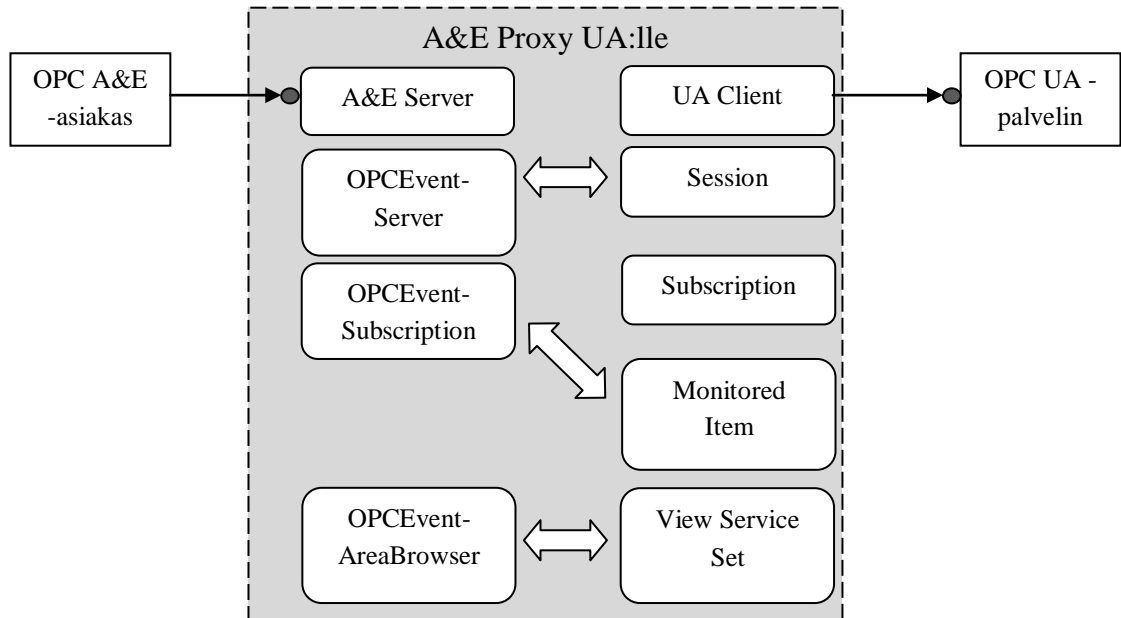 A&E Proxy UA:lle
OPC A&E
-asiakas
A&E Server
UA Client
OPC UA -
palvelin
OPCEvent-
Server
Session
OPCEvent-
Subscription
Subscription
Monitored
Item
OPCEvent-
AreaBrowser
View Service
Set